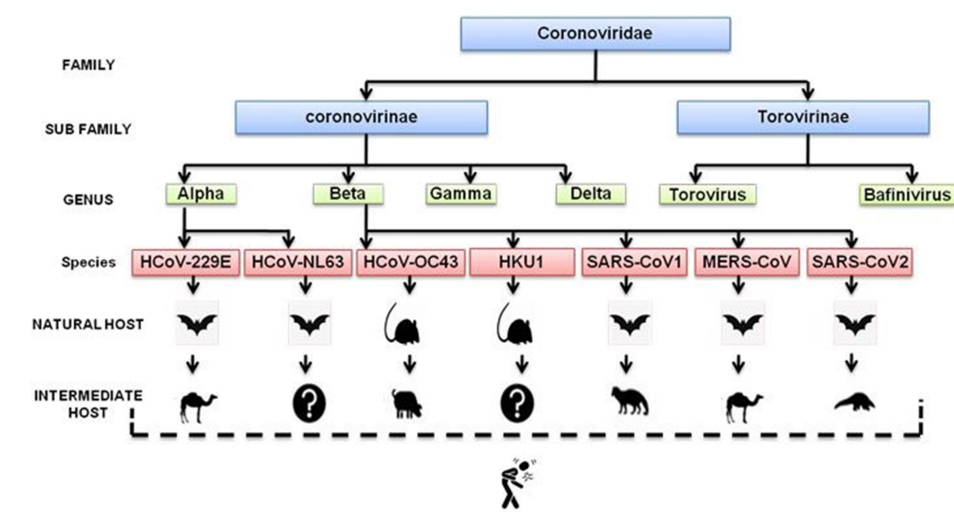 Coronoviridae
FAMILY
coronovirinae
Torovirinae
SUB FAMILY
Alpha
Beta
Gamma
Delta
Torovirus
Bafinivirus
GENUS
Species
HCoV-229E
HCoV-NL63
HCoV-OC43
HKU1
SARS-CoV1
MERS-CoV
SARS-CoV2
NATURAL HOST
INTERMEDIATE
HOST
?
?